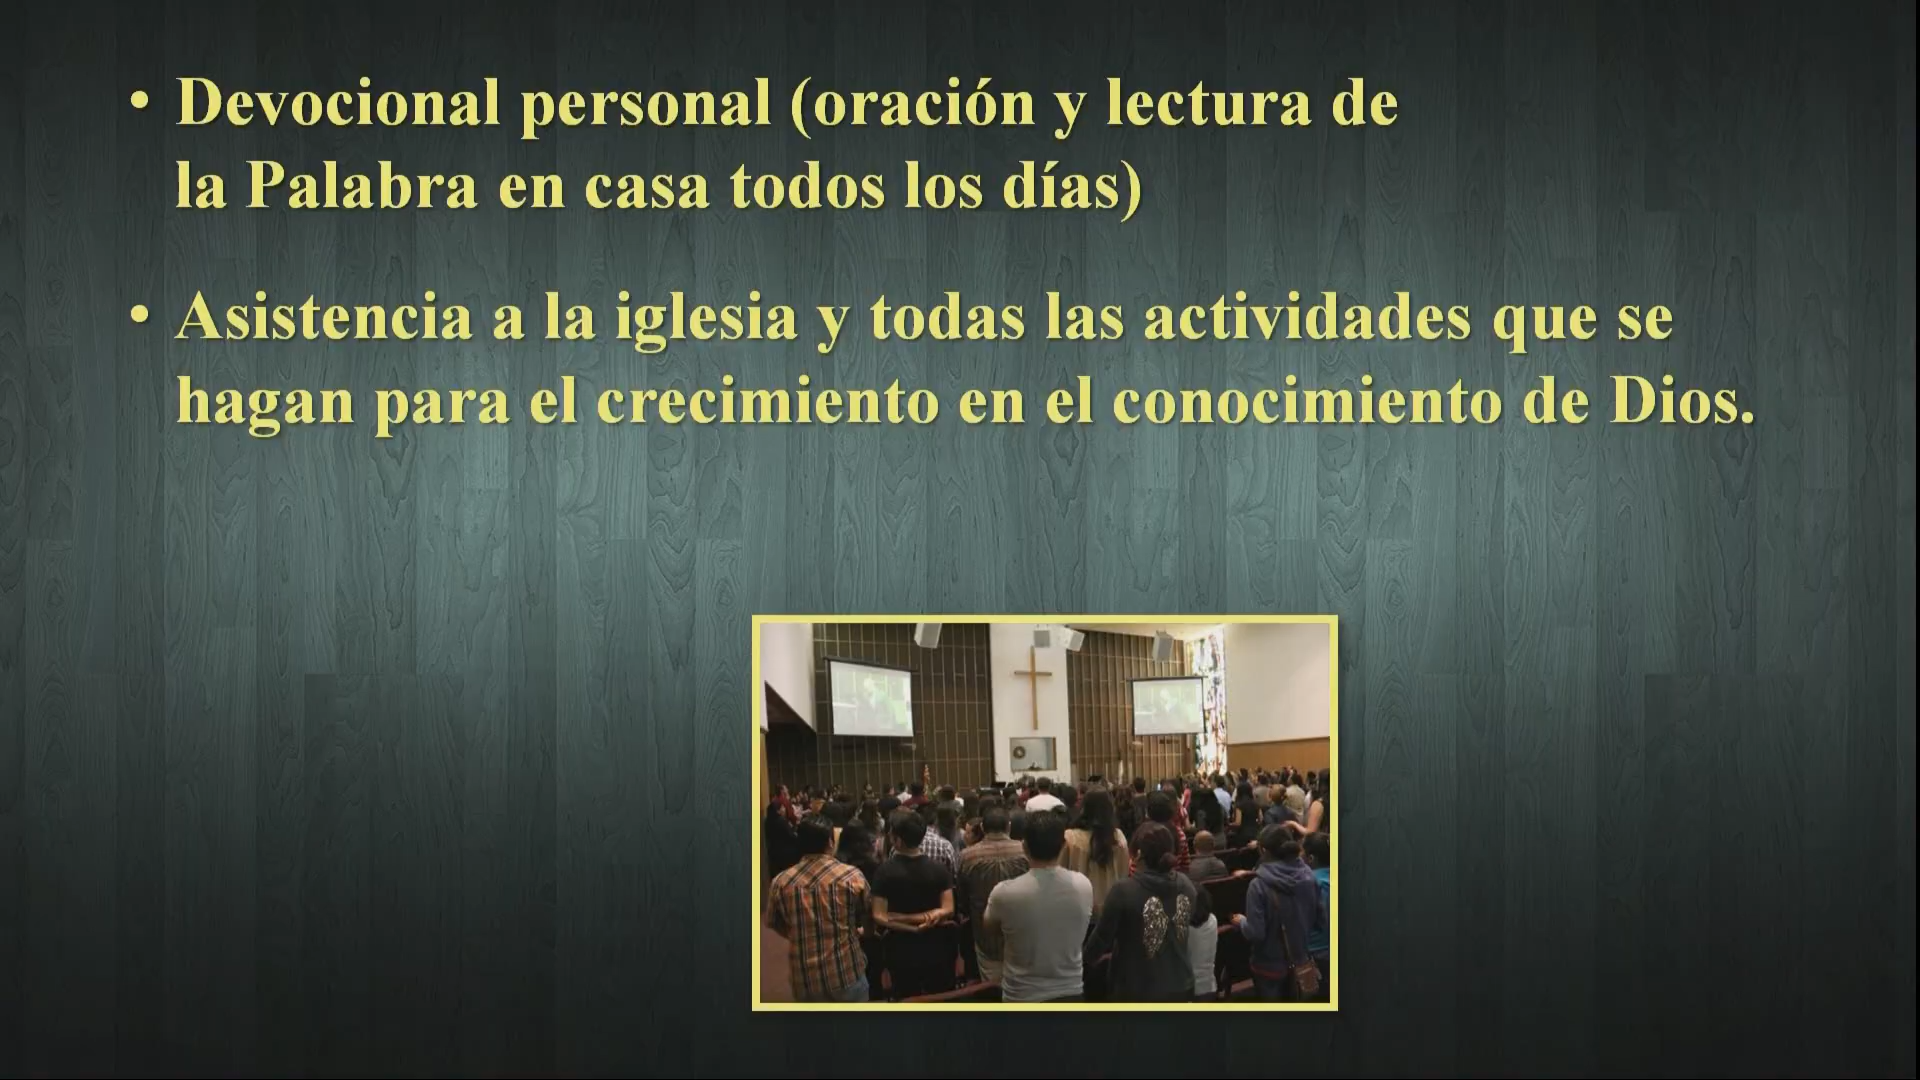 • Devocional personal (oración y lectura de
la Palabra en casa todos los días)
• Asistencia a la iglesia y todas las actividades que se
hagan para el crecimiento en el conocimiento de Dios.